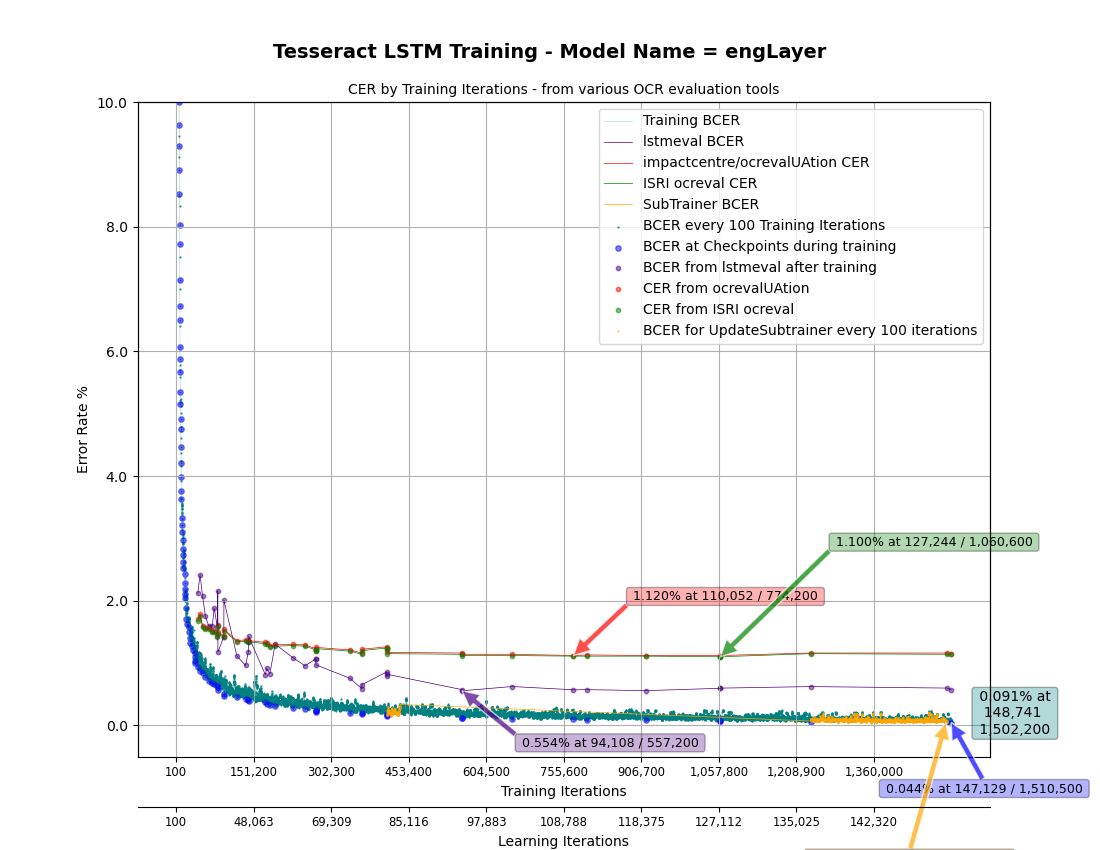 Tesseract LSTM Training - Model Name = engLayer
CER by Training Iterations - from various OCR evaluation tools
10.0
8.0
6.0
4.0
2.0
0.0
Error Rate %
Training BCER
lstmeval BCER
impactcentre/ocrevalUAtion CER
ISRI ocreval CER
SubTrainer BCER
BCER every 100 Training Iterations
BCER at Checkpoints during training
BCER from lstmeval after training
CER from ocrevalUAtion
CER from ISRI ocreval
BCER for UpdateSubtrainer every 100 iterations
1.100% at 127,244 / 1,060,600
1.120% at 110,052 / 774,200
0.554% at 94,108 / 557,200
0.091% at
148,741
1,502,200
0.044% at 147,129 / 1,510,500
100 151,200 302,300 453,400 604,500 755,600 906,700 1,057,800 1,208,900 1,360,000
Training Iterations
100 48,063 69,309 85,116 97,883 108,788 118,375 127,112 135,025 142,320
Learning Iterations